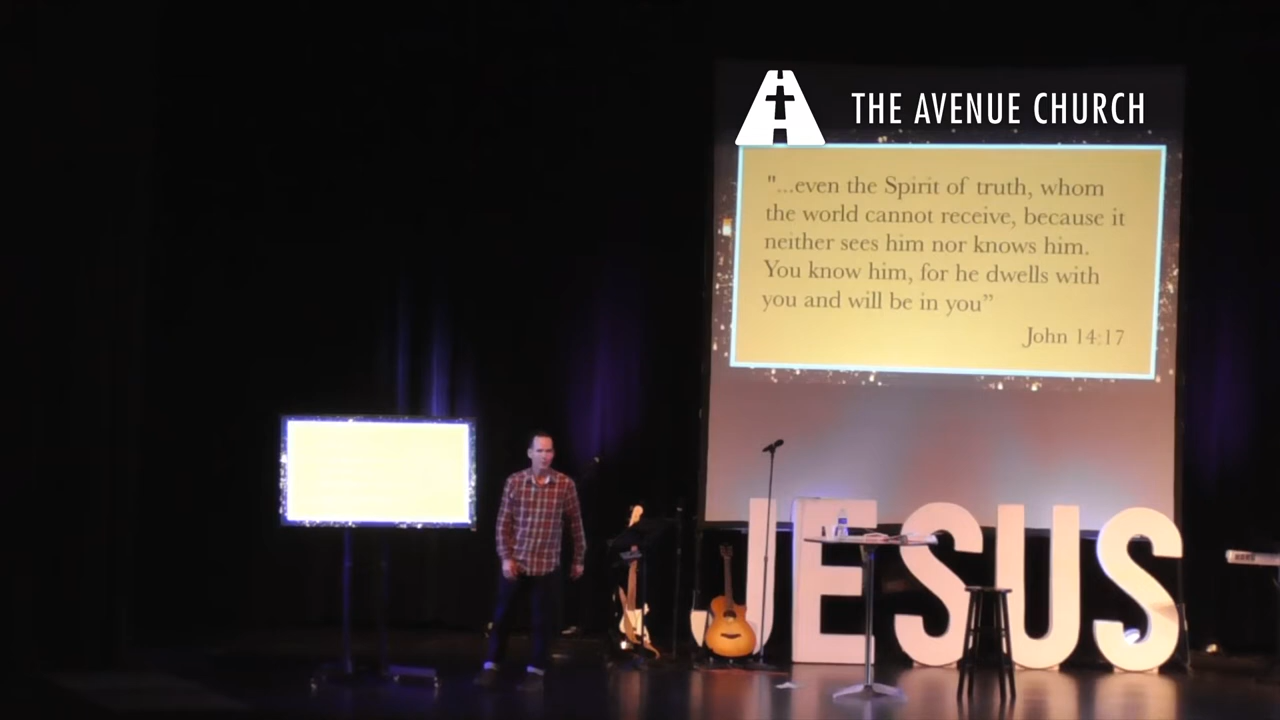 THE AVENUE CHURCH
"...even the Spirit of truth, whom
the world cannot receive, because it
neither sees him nor knows him.
You know him, for he dwells with
you and will be in you”
John 14:17
JESUS
KORG